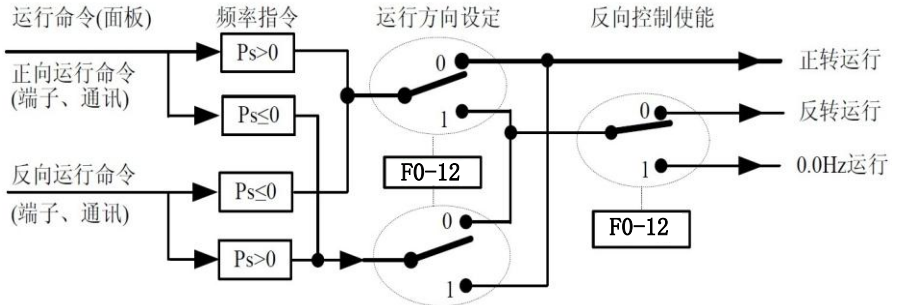 运行命令(面板)
频率指令
运行方向设定
反向控制使能
正向运行命令
(端子、通讯)
Ps>0
Ps≤0
0
1
正转运行
0
反转运行
1
0.0Hz运行
F0-12
F0-12
反向运行命令
(端子、通讯)
Ps≤0
Ps>0
0
1